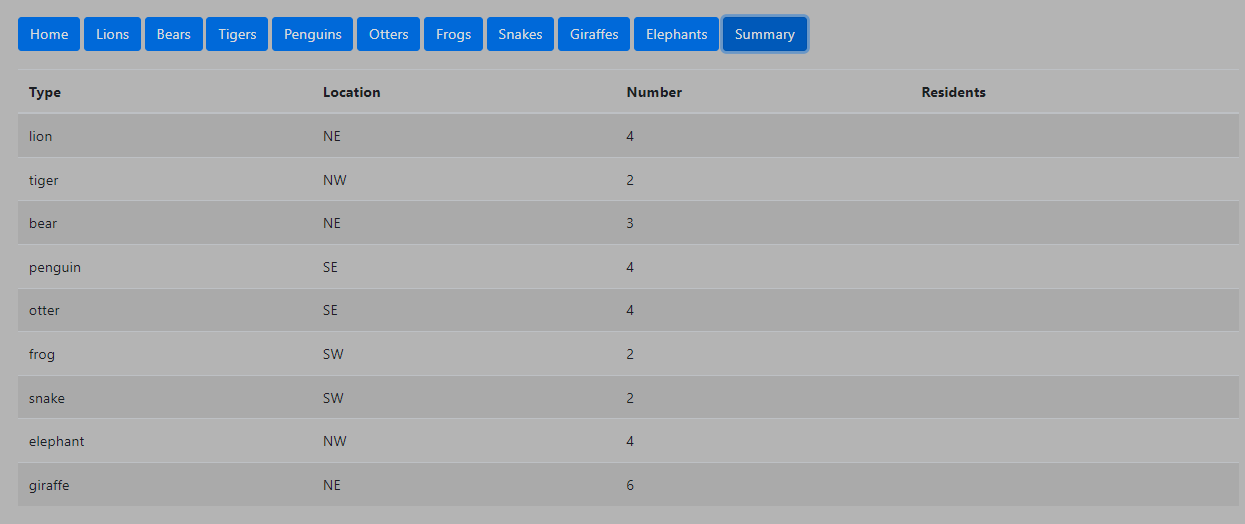 Home Lions Bears Tigers Penguins Otters Frogs Snakes Giraffes Elephants Summary
Type Location Number Residents
lion NE 4
tiger NW 2
bear NE 3
penguin SE 4
otter SE 4
frog SW 2
snake SW 2
elephant NW 4
giraffe NE 6